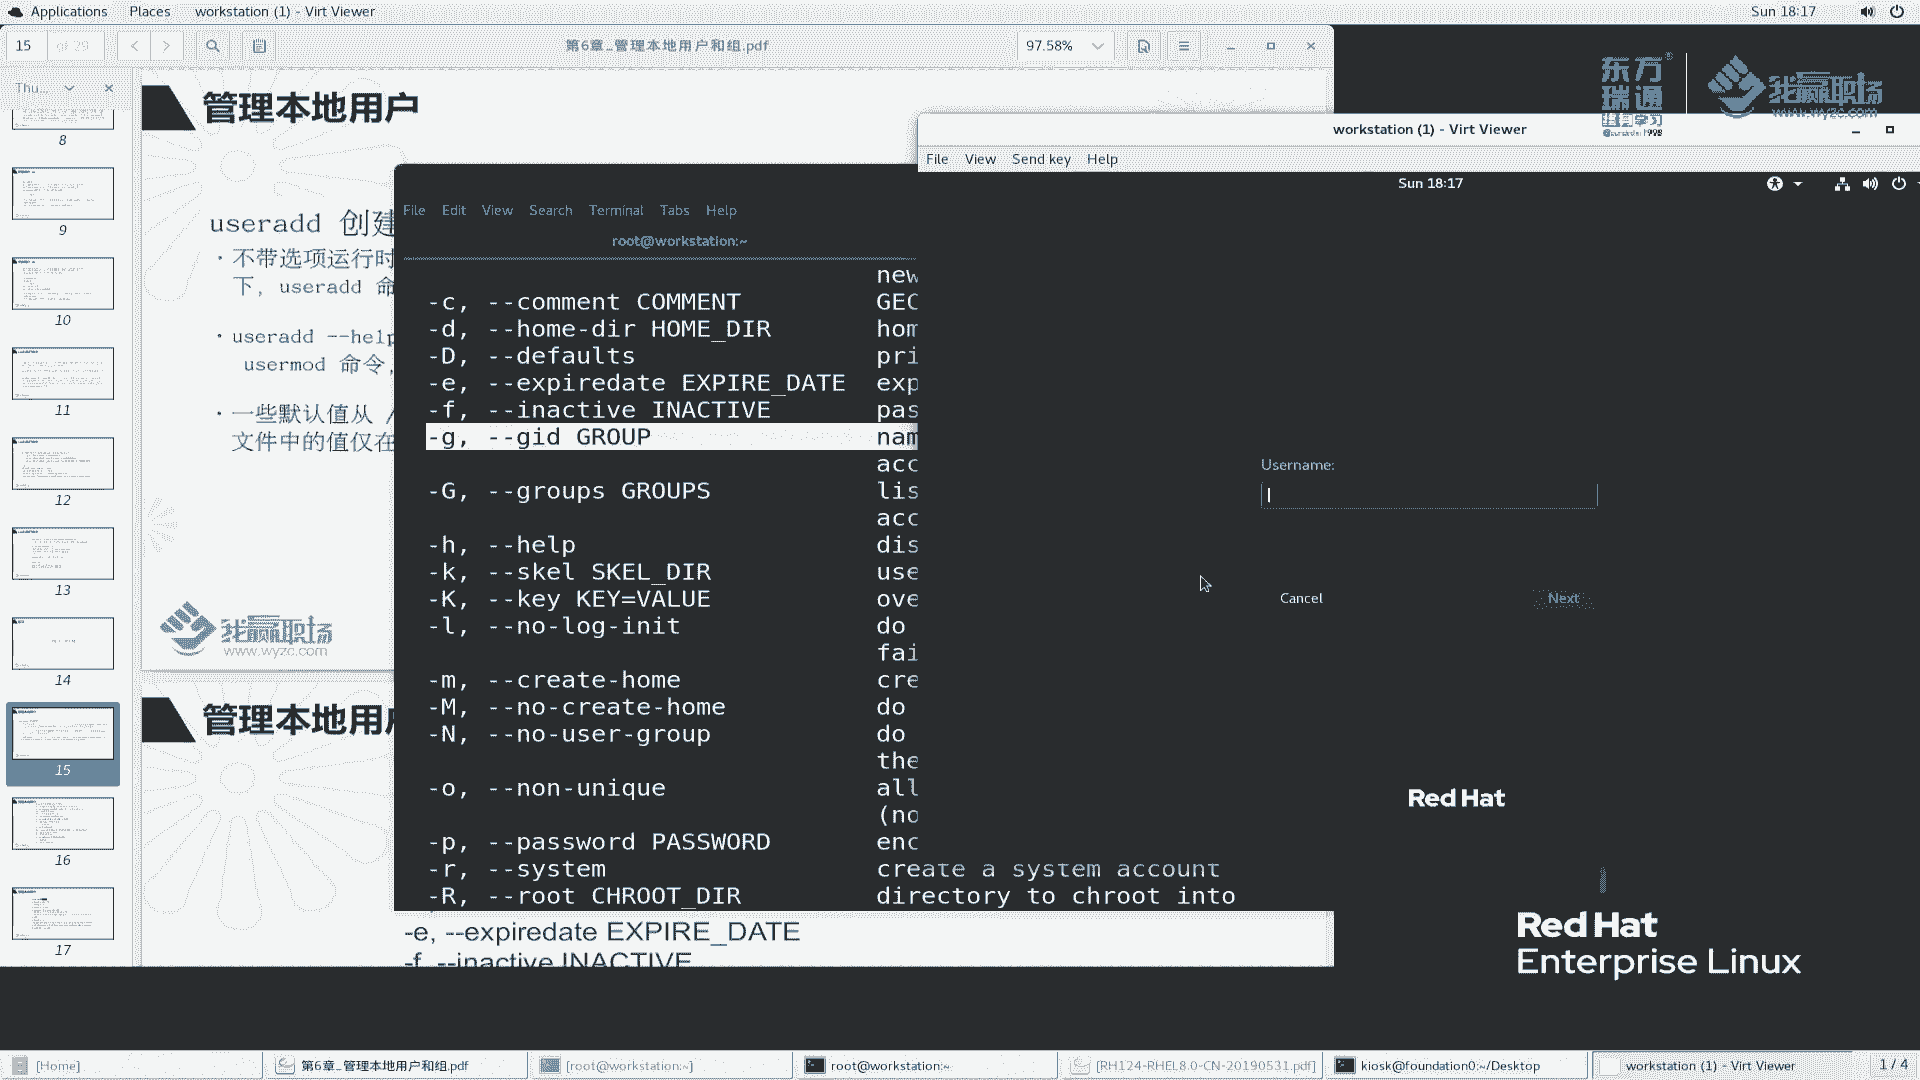 Applications Places workstation (1) - Virt Viewer Sun 18:17
15 of 29 第6章_管理本地用户和组.pdf 97.58%
Thu...
8
9
10
11
12
13
14
15
16
17
管理本地用户
useradd 创建
· 不带选项运行时
下，useradd 命
· useradd --help
usermod 命令，
· 一些默认值从 /
文件中的值仅在
我赢职场
www.wyzc.com
管理本地用户
-e, --expiredate EXPIRE_DATE
-f, --inactive INACTIVE
File Edit View Search Terminal Tabs Help
root@workstation:~
new
-c, --comment COMMENT GEC
-d, --home-dir HOME_DIR hom
-D, --defaults pri
-e, --expiredate EXPIRE_DATE exp
-f, --inactive INACTIVE pas
-g, --gid GROUP nam
acc
-G, --groups GROUPS lis
acc
-h, --help dis
-k, --skel SKEL_DIR use
-K, --key KEY=VALUE ove
-l, --no-log-init do
fai
-m, --create-home cre
-M, --no-create-home do
-N, --no-user-group do
the
-o, --non-unique all
(no
-p, --password PASSWORD enc
-r, --system create a system account
-R, --root CHROOT_DIR directory to chroot into
东方
瑞通
我赢职场
www.wyzc.com
workstation (1) - Virt Viewer
File View Send key Help
Sun 18:17
Username:
Cancel Next
Red Hat
Red Hat
Enterprise Linux
[Home] 第6章_管理本地用户和组.pdf [root@workstation:~] root@workstation:~ [RH124-RHEL8.0-CN-20190531.pdf] kiosk@foundation0:~/Desktop workstation (1) - Virt Viewer 1 / 4